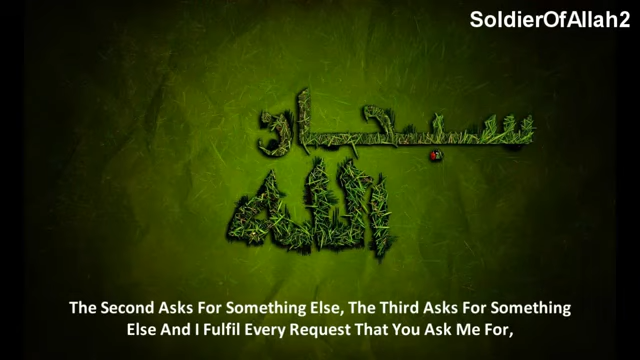 SoldierOfAllah2
سبحان
الله
The Second Asks For Something Else, The Third Asks For Something
Else And I Fulfil Every Request That You Ask Me For,